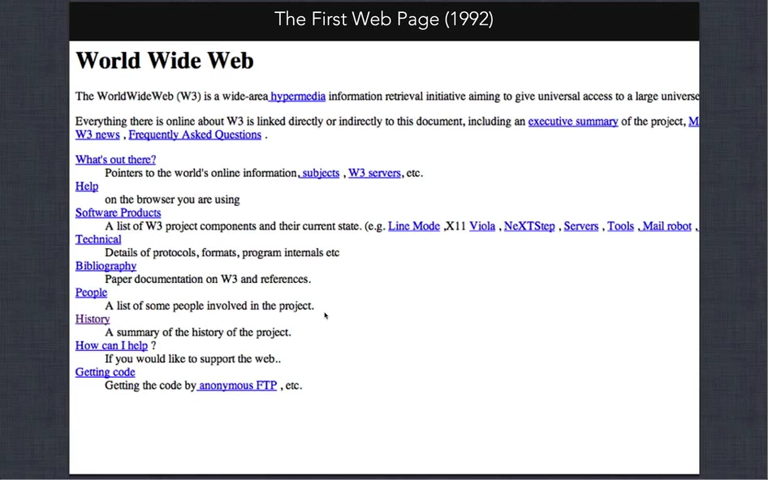 The First Web Page (1992)
World Wide Web
The WorldWideWeb (W3) is a wide-area hypermedia information retrieval initiative aiming to give universal access to a large universe
Everything there is online about W3 is linked directly or indirectly to this document, including an executive summary of the project, M
W3 news , Frequently Asked Questions .
What's out there?
Pointers to the world's online information, subjects , W3 servers, etc.
Help
on the browser you are using
Software Products
A list of W3 project components and their current state. (e.g. Line Mode ,X11 Viola , NeXTStep , Servers , Tools , Mail robot ,
Technical
Details of protocols, formats, program internals etc
Bibliography
Paper documentation on W3 and references.
People
A list of some people involved in the project.
History
A summary of the history of the project.
How can I help ?
If you would like to support the web..
Getting code
Getting the code by anonymous FTP , etc.